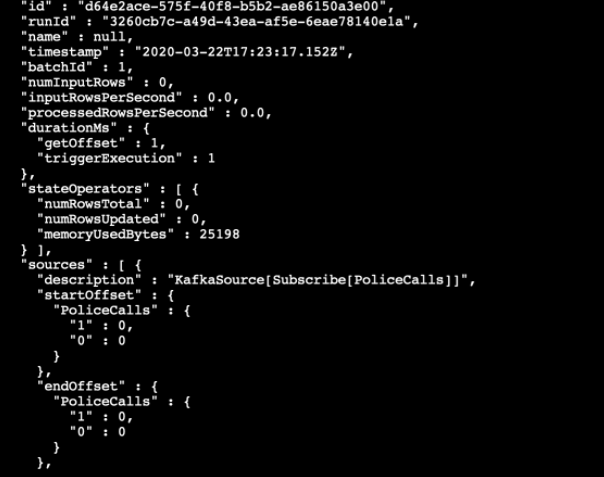 "id" : "d64e2ace-575f-40f8-b5b2-ae86150a3e00",
"runId" : "3260cb7c-a49d-43ea-af5e-6eae78140e1a",
"name" : null,
"timestamp" : "2020-03-22T17:23:17.152Z",
"batchId" : 1,
"numInputRows" : 0,
"inputRowsPerSecond" : 0.0,
"processedRowsPerSecond" : 0.0,
"durationMs" : {
"getOffset" : 1,
"triggerExecution" : 1
},
"stateOperators" : [ {
"numRowsTotal" : 0,
"numRowsUpdated" : 0,
"memoryUsedBytes" : 25198
} ],
"sources" : [ {
"description" : "KafkaSource[Subscribe[PoliceCalls]]",
"startOffset" : {
"PoliceCalls" : {
"1" : 0,
"0" : 0
}
},
"endOffset" : {
"PoliceCalls" : {
"1" : 0,
"0" : 0
}
},